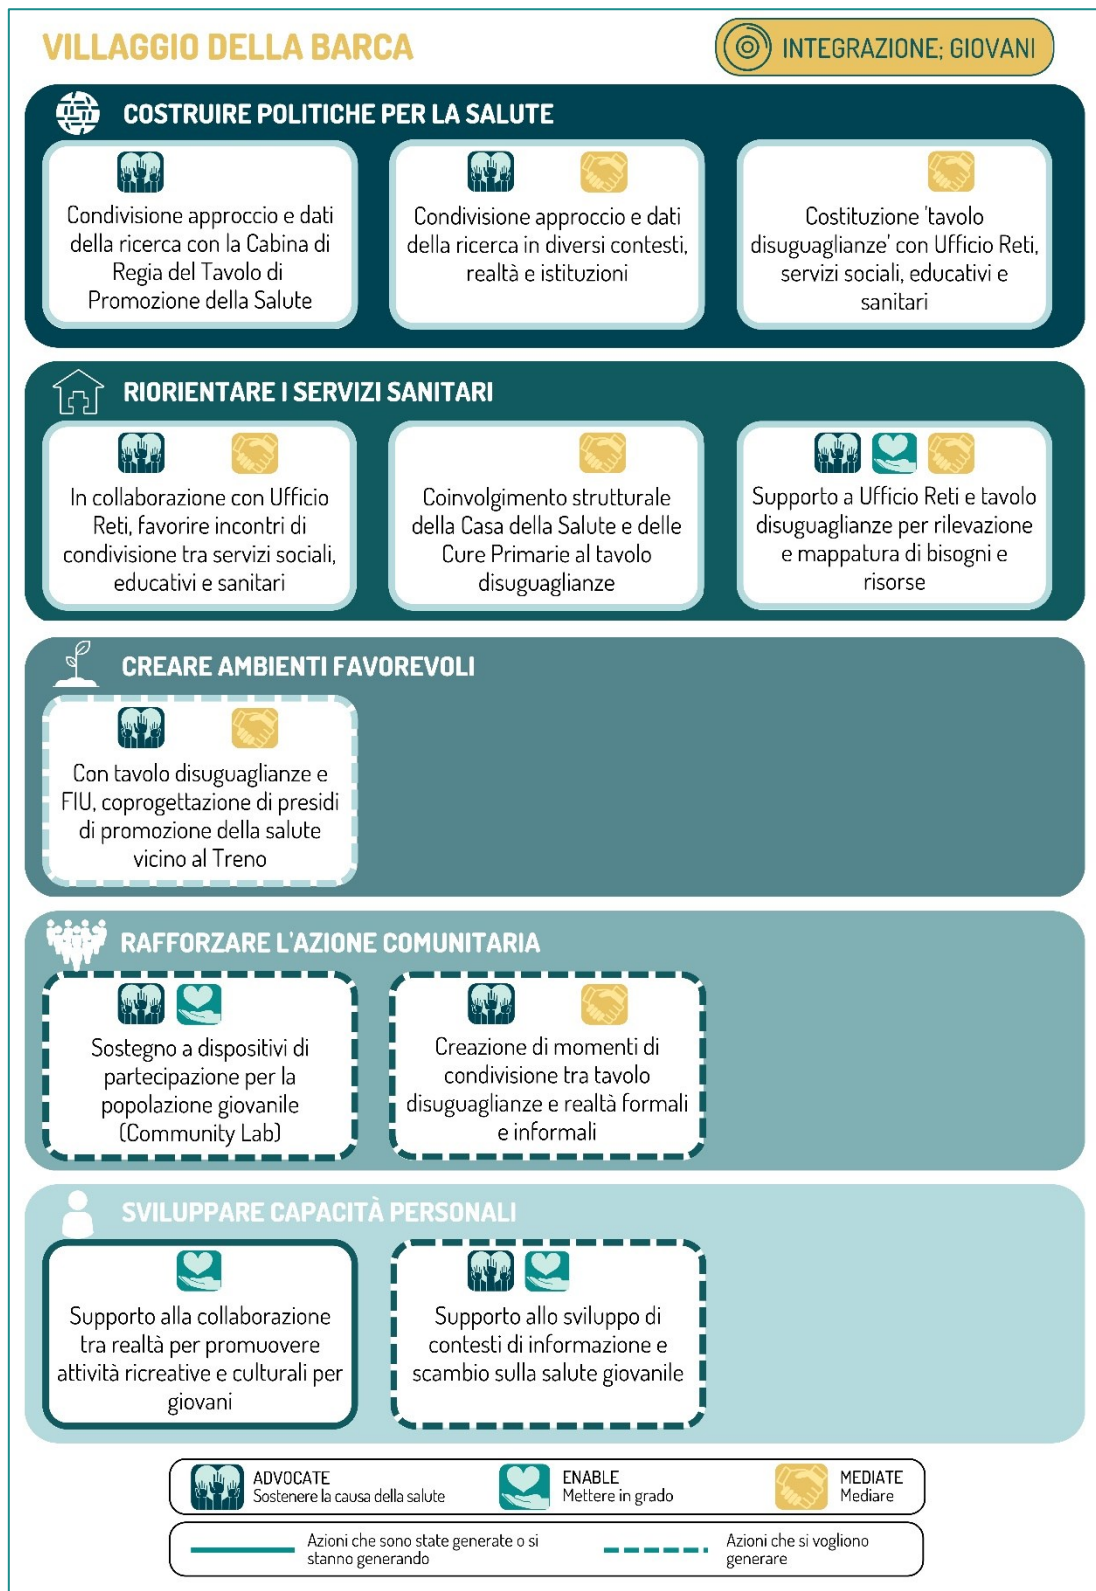 VILLAGGIO DELLA BARCA
INTEGRAZIONE; GIOVANI
COSTRUIRE POLITICHE PER LA SALUTE
Condivisione approccio e dati
della ricerca con la Cabina di
Regia del Tavolo di
Promozione della Salute
Condivisione approccio e dati
della ricerca in diversi contesti,
realtà e istituzioni
Costituzione 'tavolo
disuguaglianze' con Ufficio Reti,
servizi sociali, educativi e
sanitari
RIORIENTARE I SERVIZI SANITARI
In collaborazione con Ufficio
Reti, favorire incontri di
condivisione tra servizi sociali,
educativi e sanitari
Coinvolgimento strutturale
della Casa della Salute e delle
Cure Primarie al tavolo
disuguaglianze
Supporto a Ufficio Reti e tavolo
disuguaglianze per rilevazione
e mappatura di bisogni e
risorse
CREARE AMBIENTI FAVOREVOLI
Con tavolo disuguaglianze e
FIU, coprogettazione di presidi
di promozione della salute
vicino al Treno
RAFFORZARE L'AZIONE COMUNITARIA
Sostegno a dispositivi di
partecipazione per la
popolazione giovanile
(Community Lab)
Creazione di momenti di
condivisione tra tavolo
disuguaglianze e realtà formali
e informali
SVILUPPARE CAPACITÀ PERSONALI
Supporto alla collaborazione
tra realtà per promuovere
attività ricreative e culturali per
giovani
Supporto allo sviluppo di
contesti di informazione e
scambio sulla salute giovanile
ADVOCATE
Sostenere la causa della salute
ENABLE
Mettere in grado
MEDIATE
Mediare
Azioni che sono state generate o si
stanno generando
Azioni che si vogliono
generare